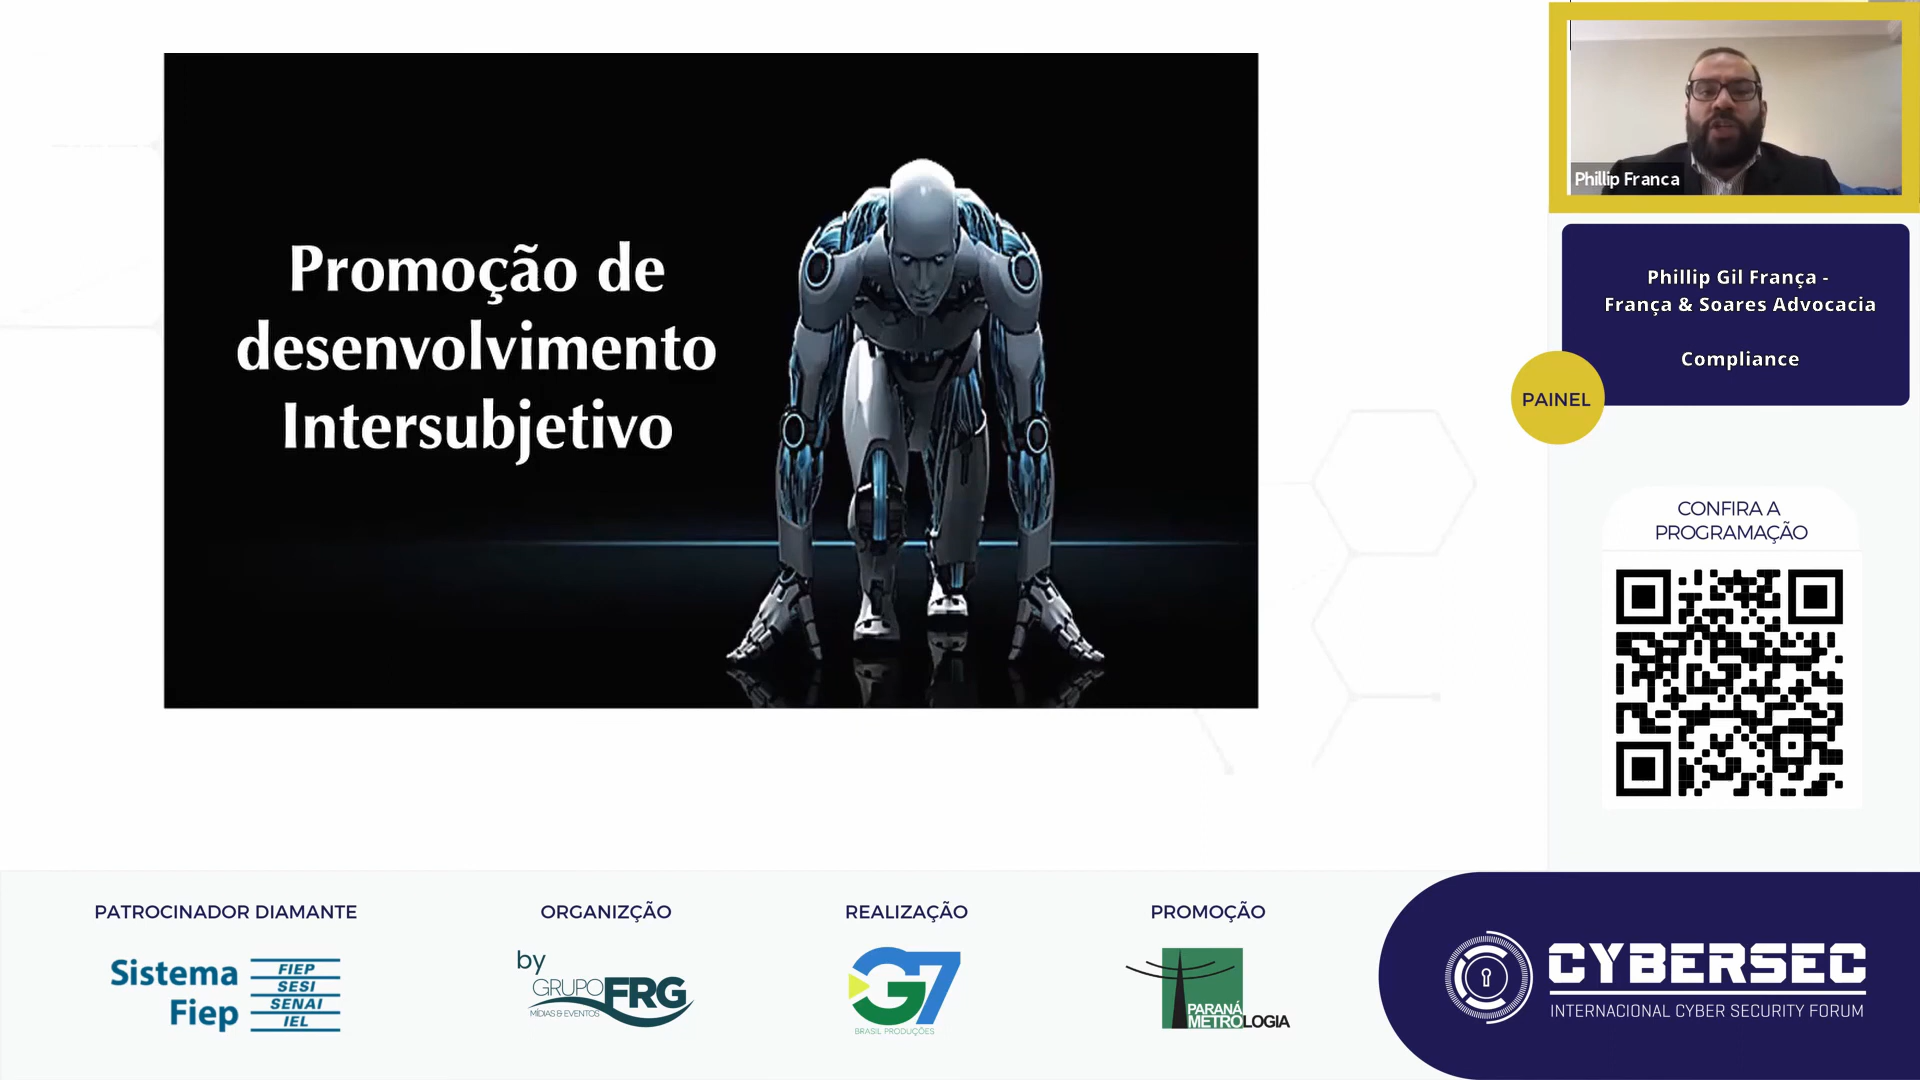 Promoção de
desenvolvimento
Intersubjetivo
Phillip Franca
Phillip Gil França -
França & Soares Advocacia
Compliance
PAINEL
CONFIRA A
PROGRAMAÇÃO
PATROCINADOR DIAMANTE
Sistema
Fiep
FIEP
SESI
SENAI
IEL
ORGANIZÇÃO
by
GRUPO FRG
MÍDIAS & EVENTOS
REALIZAÇÃO
G7
BRASIL PRODUÇÕES
PROMOÇÃO
PARANÁ
METROLOGIA
CYBERSEC
INTERNACIONAL CYBER SECURITY FORUM